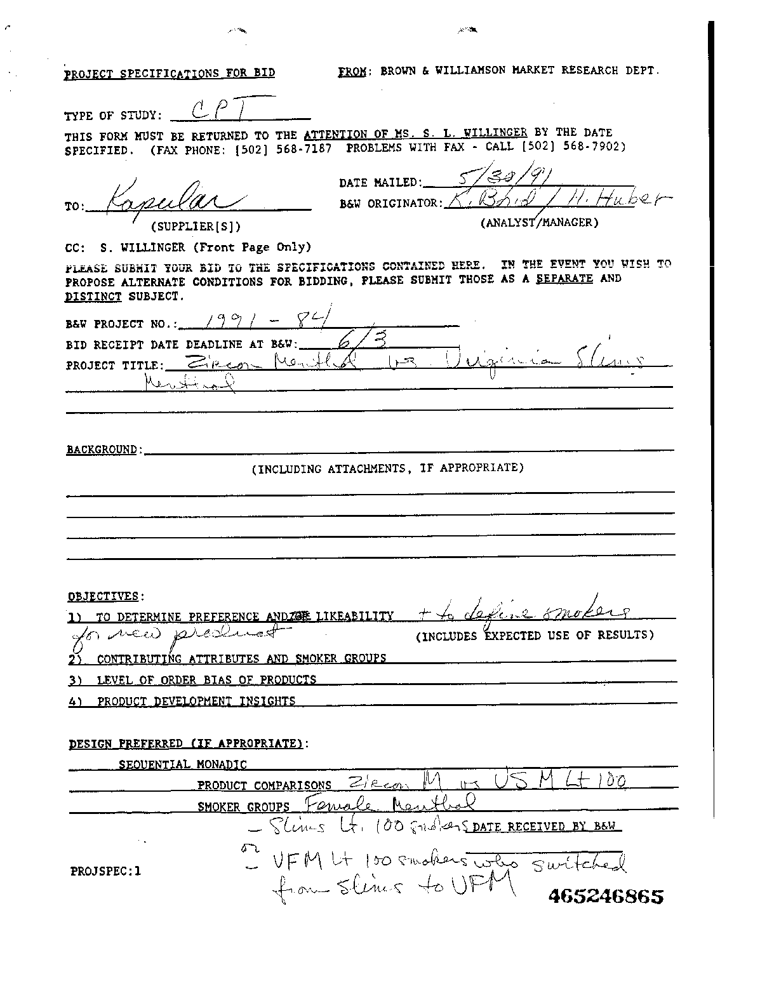 PROJECT SPECIFICATIONS FOR BID FROM: BROWN & WILLIAMSON MARKET RESEARCH DEPT.
TYPE OF STUDY: CPT
THIS FORM MUST BE RETURNED TO THE ATTENTION OF MS. S. L. WILLINGER BY THE DATE
SPECIFIED. (FAX PHONE: [502] 568-7187 PROBLEMS WITH FAX - CALL [502] 568-7902)
DATE MAILED: 5/30/91
TO: Kapular B&W ORIGINATOR: K. / H. Huber
(SUPPLIER[S]) (ANALYST/MANAGER)
CC: S. WILLINGER (Front Page Only)
PLEASE SUBMIT YOUR BID TO THE SPECIFICATIONS CONTAINED HERE. IN THE EVENT YOU WISH TO
PROPOSE ALTERNATE CONDITIONS FOR BIDDING, PLEASE SUBMIT THOSE AS A SEPARATE AND
DISTINCT SUBJECT.
B&W PROJECT NO.: 1991 - 84
BID RECEIPT DATE DEADLINE AT B&W: 6/3
PROJECT TITLE: Zircon Menthol vs Virginia Slims
Menthol
BACKGROUND:
(INCLUDING ATTACHMENTS, IF APPROPRIATE)
OBJECTIVES:
1) TO DETERMINE PREFERENCE AND/OR LIKEABILITY + to define smokers
for new product (INCLUDES EXPECTED USE OF RESULTS)
2) CONTRIBUTING ATTRIBUTES AND SMOKER GROUPS
3) LEVEL OF ORDER BIAS OF PRODUCTS
4) PRODUCT DEVELOPMENT INSIGHTS
DESIGN PREFERRED (IF APPROPRIATE):
SEQUENTIAL MONADIC
PRODUCT COMPARISONS Zircon M vs VS M Lt 100
SMOKER GROUPS Female Menthol
- Slims Lt. 100 smokers DATE RECEIVED BY B&W
or
- VFM Lt 100 smokers who switched
PROJSPEC:1
from Slims to VFM
465246865